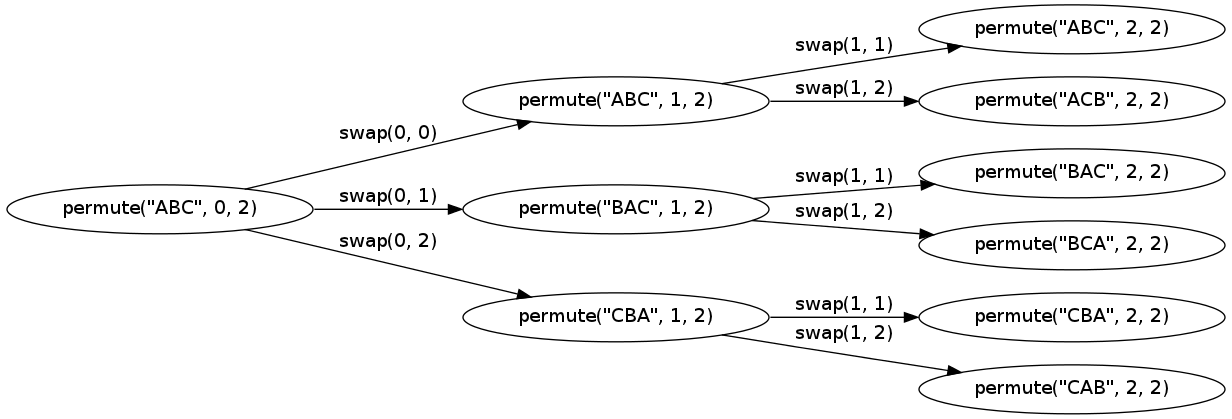 permute("ABC", 0, 2)
swap(0, 0)
swap(0, 1)
swap(0, 2)
permute("ABC", 1, 2)
permute("BAC", 1, 2)
permute("CBA", 1, 2)
swap(1, 1)
swap(1, 2)
swap(1, 1)
swap(1, 2)
swap(1, 1)
swap(1, 2)
permute("ABC", 2, 2)
permute("ACB", 2, 2)
permute("BAC", 2, 2)
permute("BCA", 2, 2)
permute("CBA", 2, 2)
permute("CAB", 2, 2)